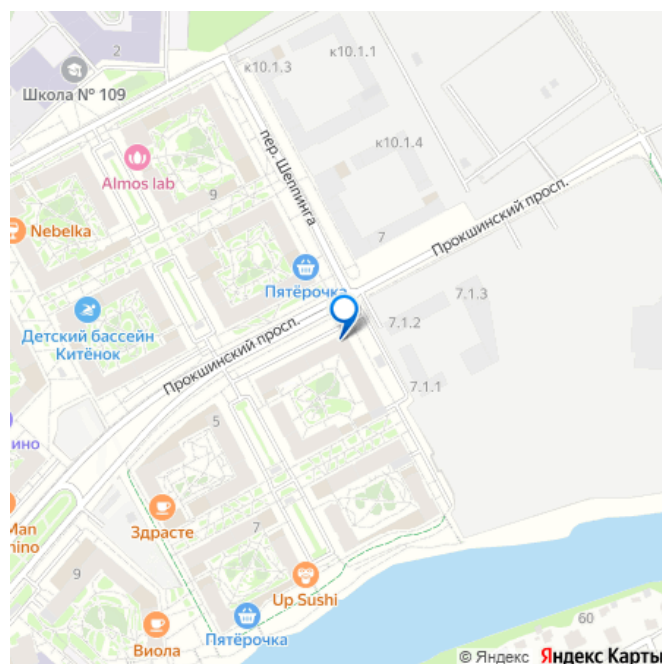 2
к10.1.1
к10.1.3
Школа № 109
к10.1.4
пер. Шеппинга
Almos lab
9
Прокшинский просп.
Nebelka
7
Пятёрочка
7.1.3
Детский бассейн
Китёнок
7.1.2
Прокшинский просп.
7.1.1
5
ино
Man
nino
Здрасте
7
9
Up Sushi
Виола
Пятёрочка
60
© Яндекс Яндекс Карты